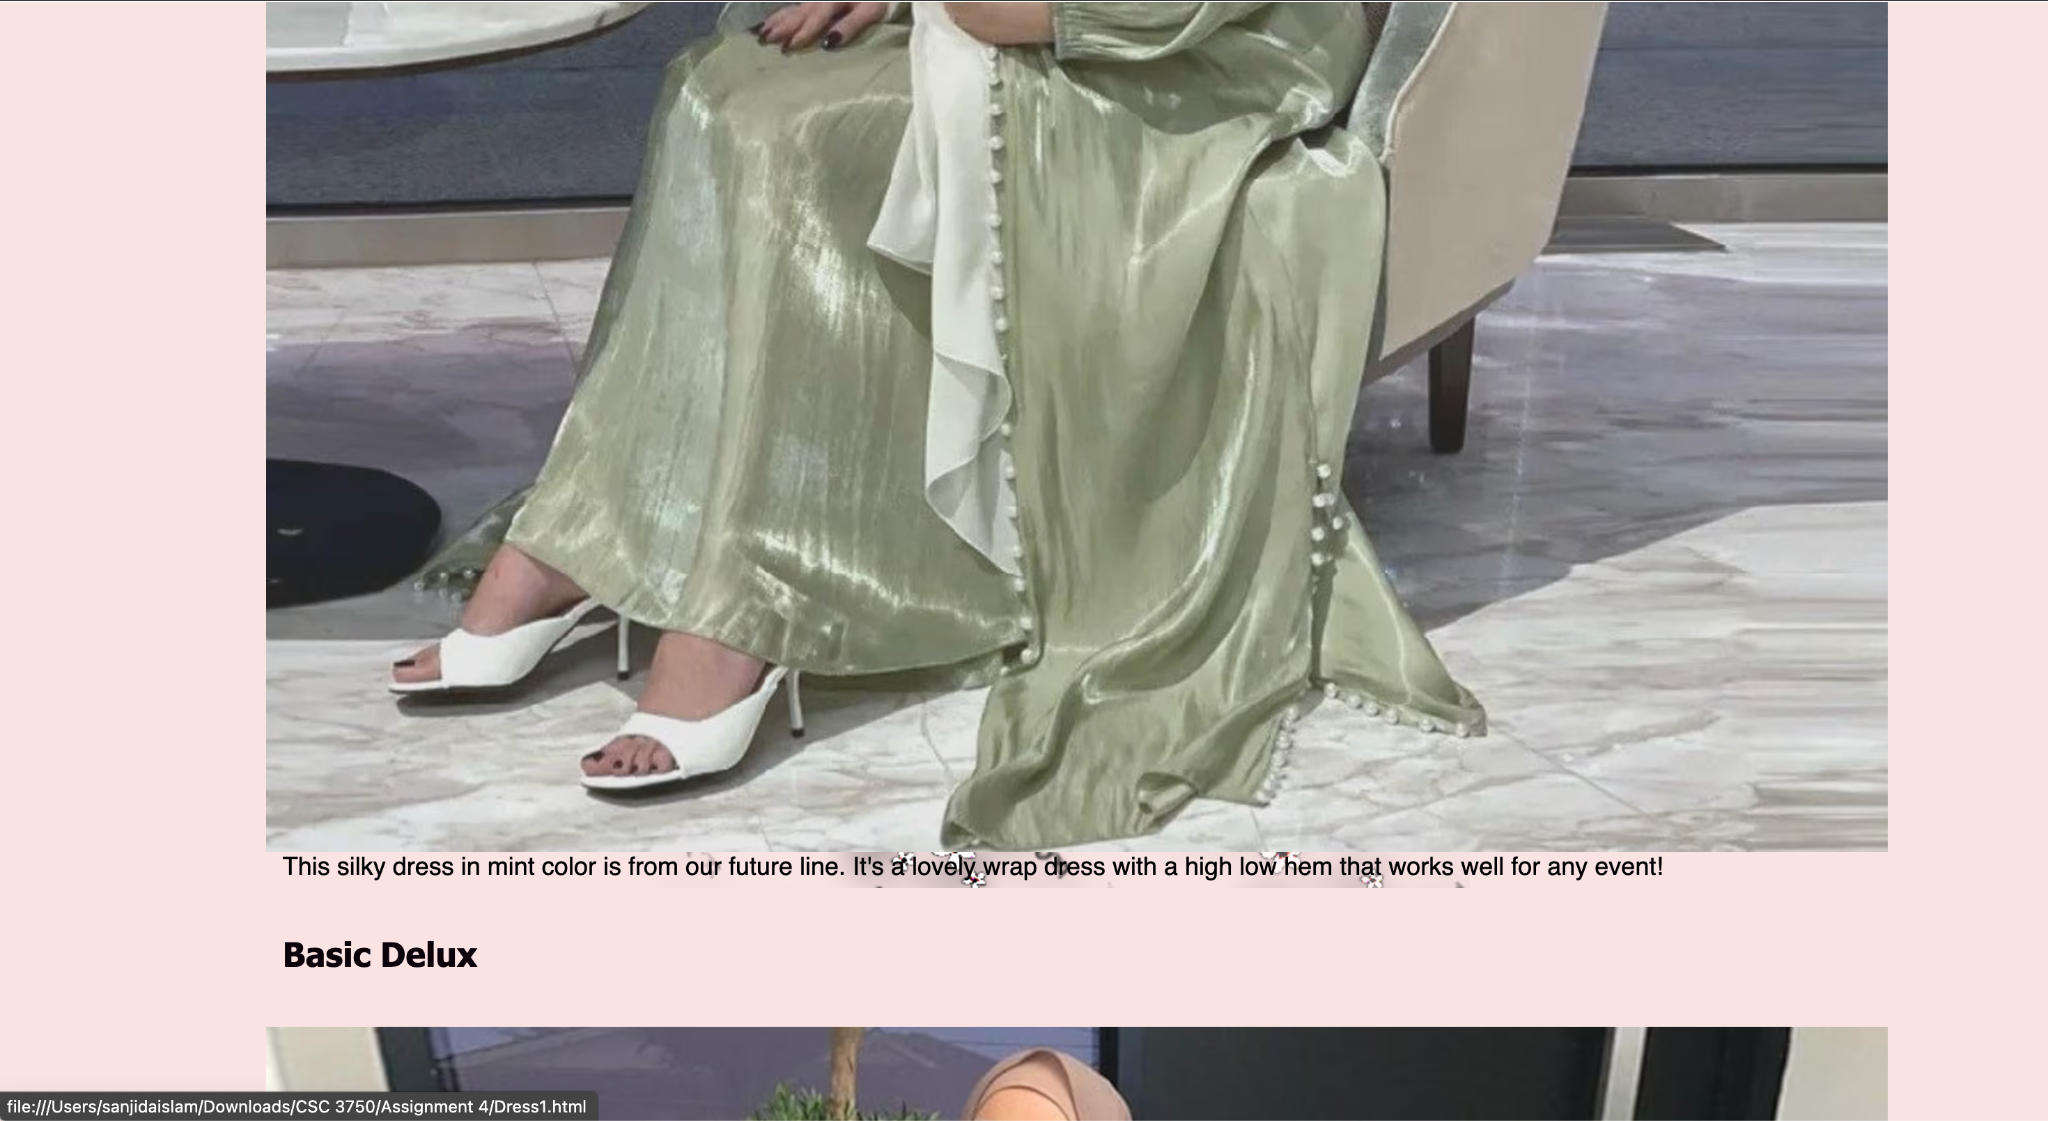 This silky dress in mint color is from our future line. It's a lovely wrap dress with a high low hem that works well for any event!
Basic Delux
file:///Users/sanjidaislam/Downloads/CSC 3750/Assignment 4/Dress1.html